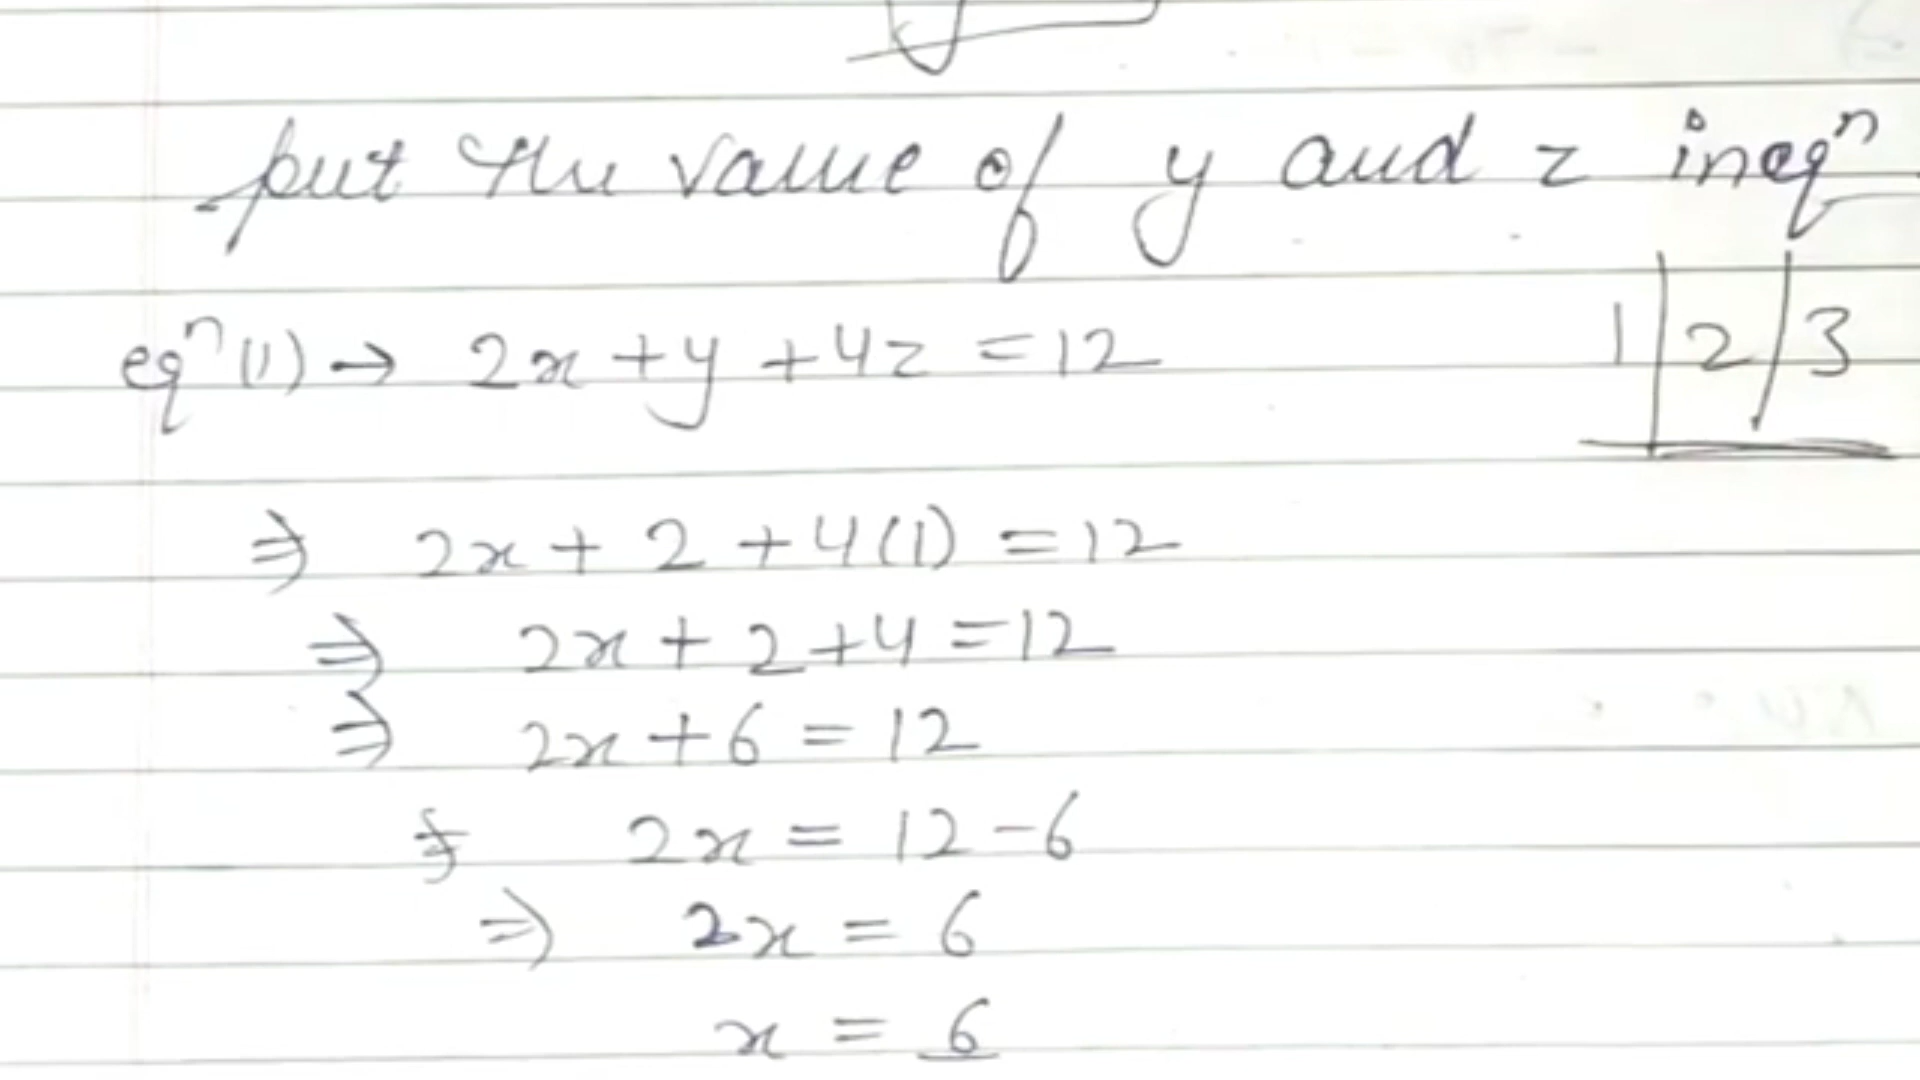 put the value of y and z in eqⁿ
1|2|3
eqⁿ (1) → 2x + y + 4z = 12
⇒ 2x + 2 + 4(1) = 12
⇒ 2x + 2 + 4 = 12
⇒ 2x + 6 = 12
⇒ 2x = 12 - 6
⇒ 2x = 6
x = 6